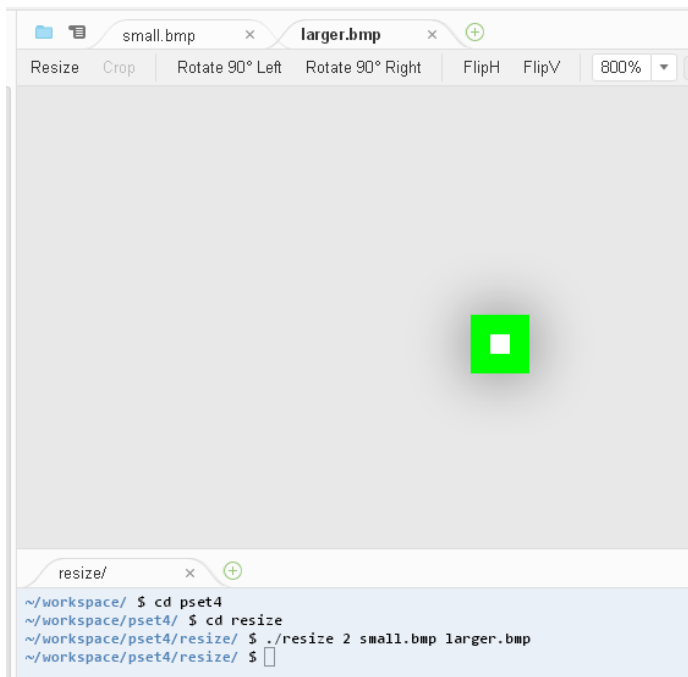 small.bmp × larger.bmp ×
Resize Crop Rotate 90° Left Rotate 90° Right FlipH FlipV 800%
resize/ ×
~/workspace/ $ cd pset4
~/workspace/pset4/ $ cd resize
~/workspace/pset4/resize/ $ ./resize 2 small.bmp larger.bmp
~/workspace/pset4/resize/ $